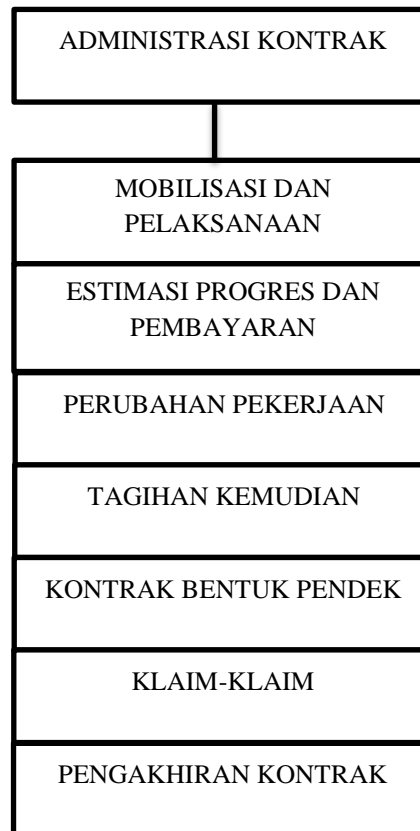 ADMINISTRASI KONTRAK
MOBILISASI DAN
PELAKSANAAN
ESTIMASI PROGRES DAN
PEMBAYARAN
PERUBAHAN PEKERJAAN
TAGIHAN KEMUDIAN
KONTRAK BENTUK PENDEK
KLAIM-KLAIM
PENGAKHIRAN KONTRAK